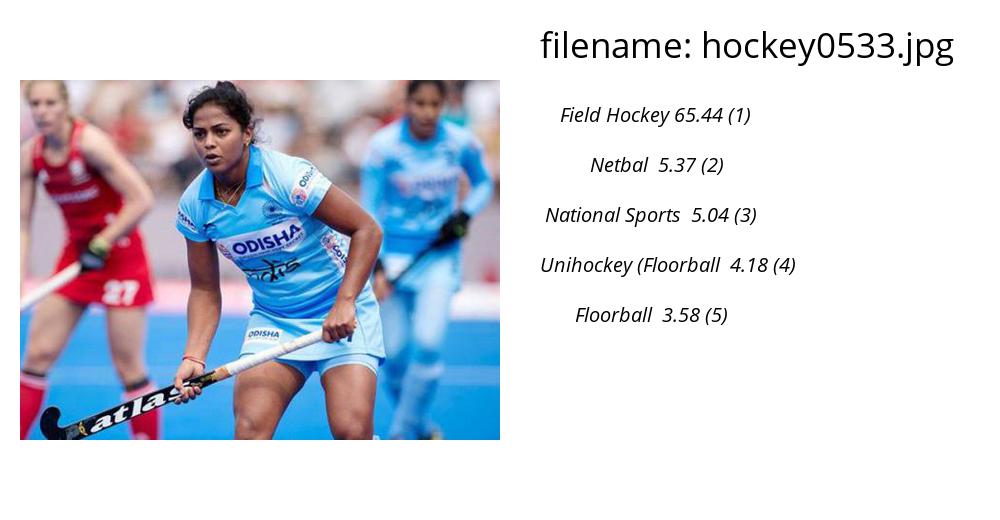 filename: hockey0533.jpg
Field Hockey 65.44 (1)
Netbal 5.37 (2)
National Sports 5.04 (3)
Unihockey (Floorball 4.18 (4)
Floorball 3.58 (5)
ODISHA
ODISHA
27
atlas